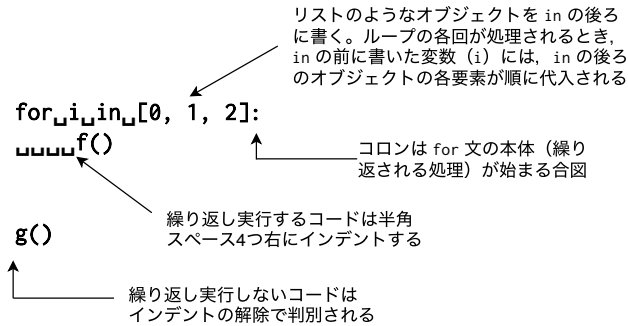 リストのようなオブジェクトを in の後ろ
に書く。ループの各回が処理されるとき，
in の前に書いた変数（i）には，in の後ろ
のオブジェクトの各要素が順に代入される
for␣i␣in␣[0, 1, 2]:
␣␣␣␣f()
コロンは for 文の本体（繰り
返される処理）が始まる合図
繰り返し実行するコードは半角
スペース4つ右にインデントする
g()
繰り返し実行しないコードは
インデントの解除で判別される